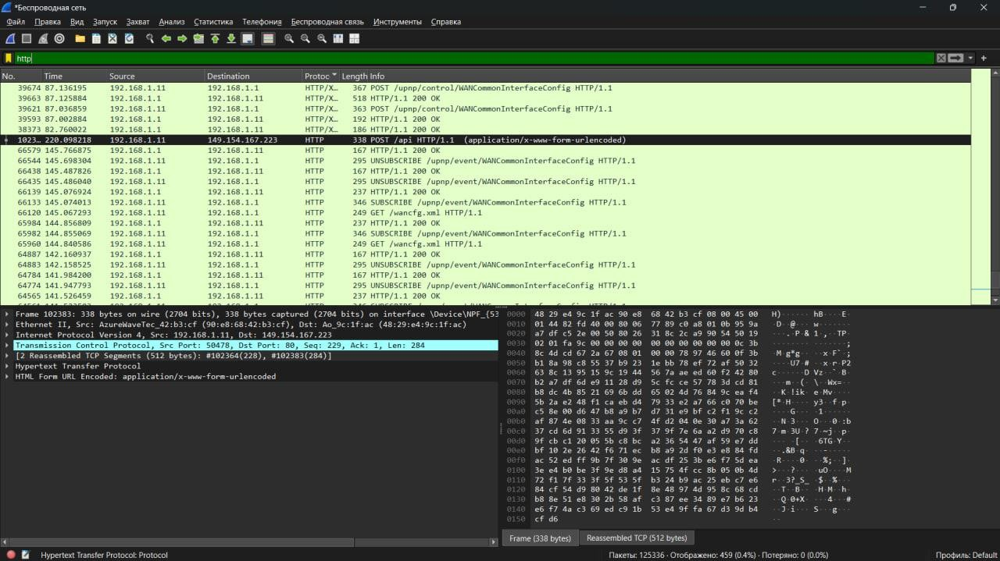 *Беспроводная сеть
Файл Правка Вид Запуск Захват Анализ Статистика Телефония Беспроводная связь Инструменты Справка
http
No. Time Source Destination Protoc Length Info
39674 87.136195 192.168.1.11 192.168.1.1 HTTP/X… 367 POST /upnp/control/WANCommonInterfaceConfig HTTP/1.1
39663 87.125884 192.168.1.1 192.168.1.11 HTTP/X… 518 HTTP/1.1 200 OK
39621 87.036859 192.168.1.11 192.168.1.1 HTTP/X… 363 POST /upnp/control/WANCommonInterfaceConfig HTTP/1.1
39593 87.002884 192.168.1.1 192.168.1.11 HTTP/X… 192 HTTP/1.1 200 OK
38373 82.760022 192.168.1.1 192.168.1.11 HTTP/X… 186 HTTP/1.1 200 OK
1023… 220.098218 192.168.1.11 149.154.167.223 HTTP 338 POST /api HTTP/1.1 (application/x-www-form-urlencoded)
66579 145.766875 192.168.1.1 192.168.1.11 HTTP 167 HTTP/1.1 200 OK
66544 145.698304 192.168.1.11 192.168.1.1 HTTP 295 UNSUBSCRIBE /upnp/event/WANCommonInterfaceConfig HTTP/1.1
66438 145.487826 192.168.1.1 192.168.1.11 HTTP 167 HTTP/1.1 200 OK
66435 145.486040 192.168.1.11 192.168.1.1 HTTP 295 UNSUBSCRIBE /upnp/event/WANCommonInterfaceConfig HTTP/1.1
66139 145.076924 192.168.1.1 192.168.1.11 HTTP 237 HTTP/1.1 200 OK
66133 145.074013 192.168.1.11 192.168.1.1 HTTP 346 SUBSCRIBE /upnp/event/WANCommonInterfaceConfig HTTP/1.1
66120 145.067293 192.168.1.11 192.168.1.1 HTTP 249 GET /wancfg.xml HTTP/1.1
65984 144.856809 192.168.1.1 192.168.1.11 HTTP 237 HTTP/1.1 200 OK
65982 144.855069 192.168.1.11 192.168.1.1 HTTP 346 SUBSCRIBE /upnp/event/WANCommonInterfaceConfig HTTP/1.1
65960 144.840586 192.168.1.11 192.168.1.1 HTTP 249 GET /wancfg.xml HTTP/1.1
64887 142.160937 192.168.1.1 192.168.1.11 HTTP 167 HTTP/1.1 200 OK
64883 142.158525 192.168.1.11 192.168.1.1 HTTP 295 UNSUBSCRIBE /upnp/event/WANCommonInterfaceConfig HTTP/1.1
64784 141.984200 192.168.1.1 192.168.1.11 HTTP 167 HTTP/1.1 200 OK
64774 141.947793 192.168.1.11 192.168.1.1 HTTP 295 UNSUBSCRIBE /upnp/event/WANCommonInterfaceConfig HTTP/1.1
64565 141.526459 192.168.1.1 192.168.1.11 HTTP 237 HTTP/1.1 200 OK
Frame 102383: 338 bytes on wire (2704 bits), 338 bytes captured (2704 bits) on interface \Device\NPF_{53
Ethernet II, Src: AzureWaveTec_42:b3:cf (90:e8:68:42:b3:cf), Dst: Ao_9c:1f:ac (48:29:e4:9c:1f:ac)
Internet Protocol Version 4, Src: 192.168.1.11, Dst: 149.154.167.223
Transmission Control Protocol, Src Port: 50478, Dst Port: 80, Seq: 229, Ack: 1, Len: 284
[2 Reassembled TCP Segments (512 bytes): #102364(228), #102383(284)]
Hypertext Transfer Protocol
HTML Form URL Encoded: application/x-www-form-urlencoded
0000 48 29 e4 9c 1f ac 90 e8 68 42 b3 cf 08 00 45 00 H)······ hB····E·
0010 01 44 82 fd 40 00 80 06 77 89 c0 a8 01 0b 95 9a ·D··@··· w·······
0020 a7 df c5 2e 00 50 80 26 31 8c 2c a9 90 54 50 19 ···.·P·& 1·,··TP·
0030 02 01 fa 9c 00 00 00 00 00 00 00 00 00 00 0c 3b ········ ·······;
0040 8c 4d cd 67 2a 67 08 01 00 00 78 97 46 60 0f 3b ·M·g*g·· ··x·F`·;
0050 b1 8a 98 c8 55 37 b9 23 1e bb 78 ef 72 af 50 32 ····U7·# ··x·r·P2
0060 63 8c 13 95 15 9c 19 44 56 7a ae ed 60 f2 42 80 c······D Vz··`·B·
0070 b2 a7 df 6d e9 11 28 d9 5c fc ce 57 78 3d cd 81 ···m··(· \··Wx=··
0080 b8 dc 4b 85 21 69 6b dd 65 02 4d 76 84 9c ea f4 ··K·!ik· e·Mv····
0090 5b 2a e2 48 f1 ca eb d4 79 33 e2 a7 66 c0 70 be [*·H···· y3··f·p·
00a0 c5 8e 00 d6 47 b8 a9 b7 d7 31 e9 bf c2 f1 9c c2 ····G··· ·1······
00b0 af 87 4e 08 33 aa 9c c7 4f d2 04 0e 30 a7 3a 62 ··N·3··· O···0·:b
00c0 37 cd 6d 91 33 55 d9 3f 37 9f 7e 6a a2 d9 70 c8 7·m·3U·? 7·~j··p·
00d0 9f cb c1 20 05 5b c8 bc a2 36 54 47 af 59 e7 dd ··· ·[·· ·6TG·Y··
00e0 bf 10 2e 26 42 f6 71 ec b8 a9 2d f0 e3 e8 84 fd ··.&B·q· ··-·····
00f0 ac 52 ed ff 9b 7f 30 9e ac df 25 3b e6 f7 5d ea ·R····0· ··%;··]·
0100 3e e4 b0 be 3f 9e d8 a4 15 75 4f cc 8b 05 0b 4d >···?··· ·uO····M
0110 72 f1 7f 33 3f 5f 53 5f b3 24 b9 ac 25 eb c7 e6 r··3?_S_ ·$··%···
0120 84 cf 54 d9 80 42 de 1f 8e 48 97 4d 95 8c 68 cd ··T··B·· ·H·M··h·
0130 b8 8e 51 e8 30 2b 58 af c3 87 ee 34 89 e7 b6 23 ··Q·0+X· ···4···#
0140 e6 f7 4a c3 69 ed c9 1b 53 e4 9f fa 67 d3 9d b4 ··J·i··· S···g···
0150 cf d6 ··
Frame (338 bytes) Reassembled TCP (512 bytes)
Hypertext Transfer Protocol: Protocol Пакеты: 125336 · Отображено: 459 (0.4%) · Потеряно: 0 (0.0%) Профиль: Default